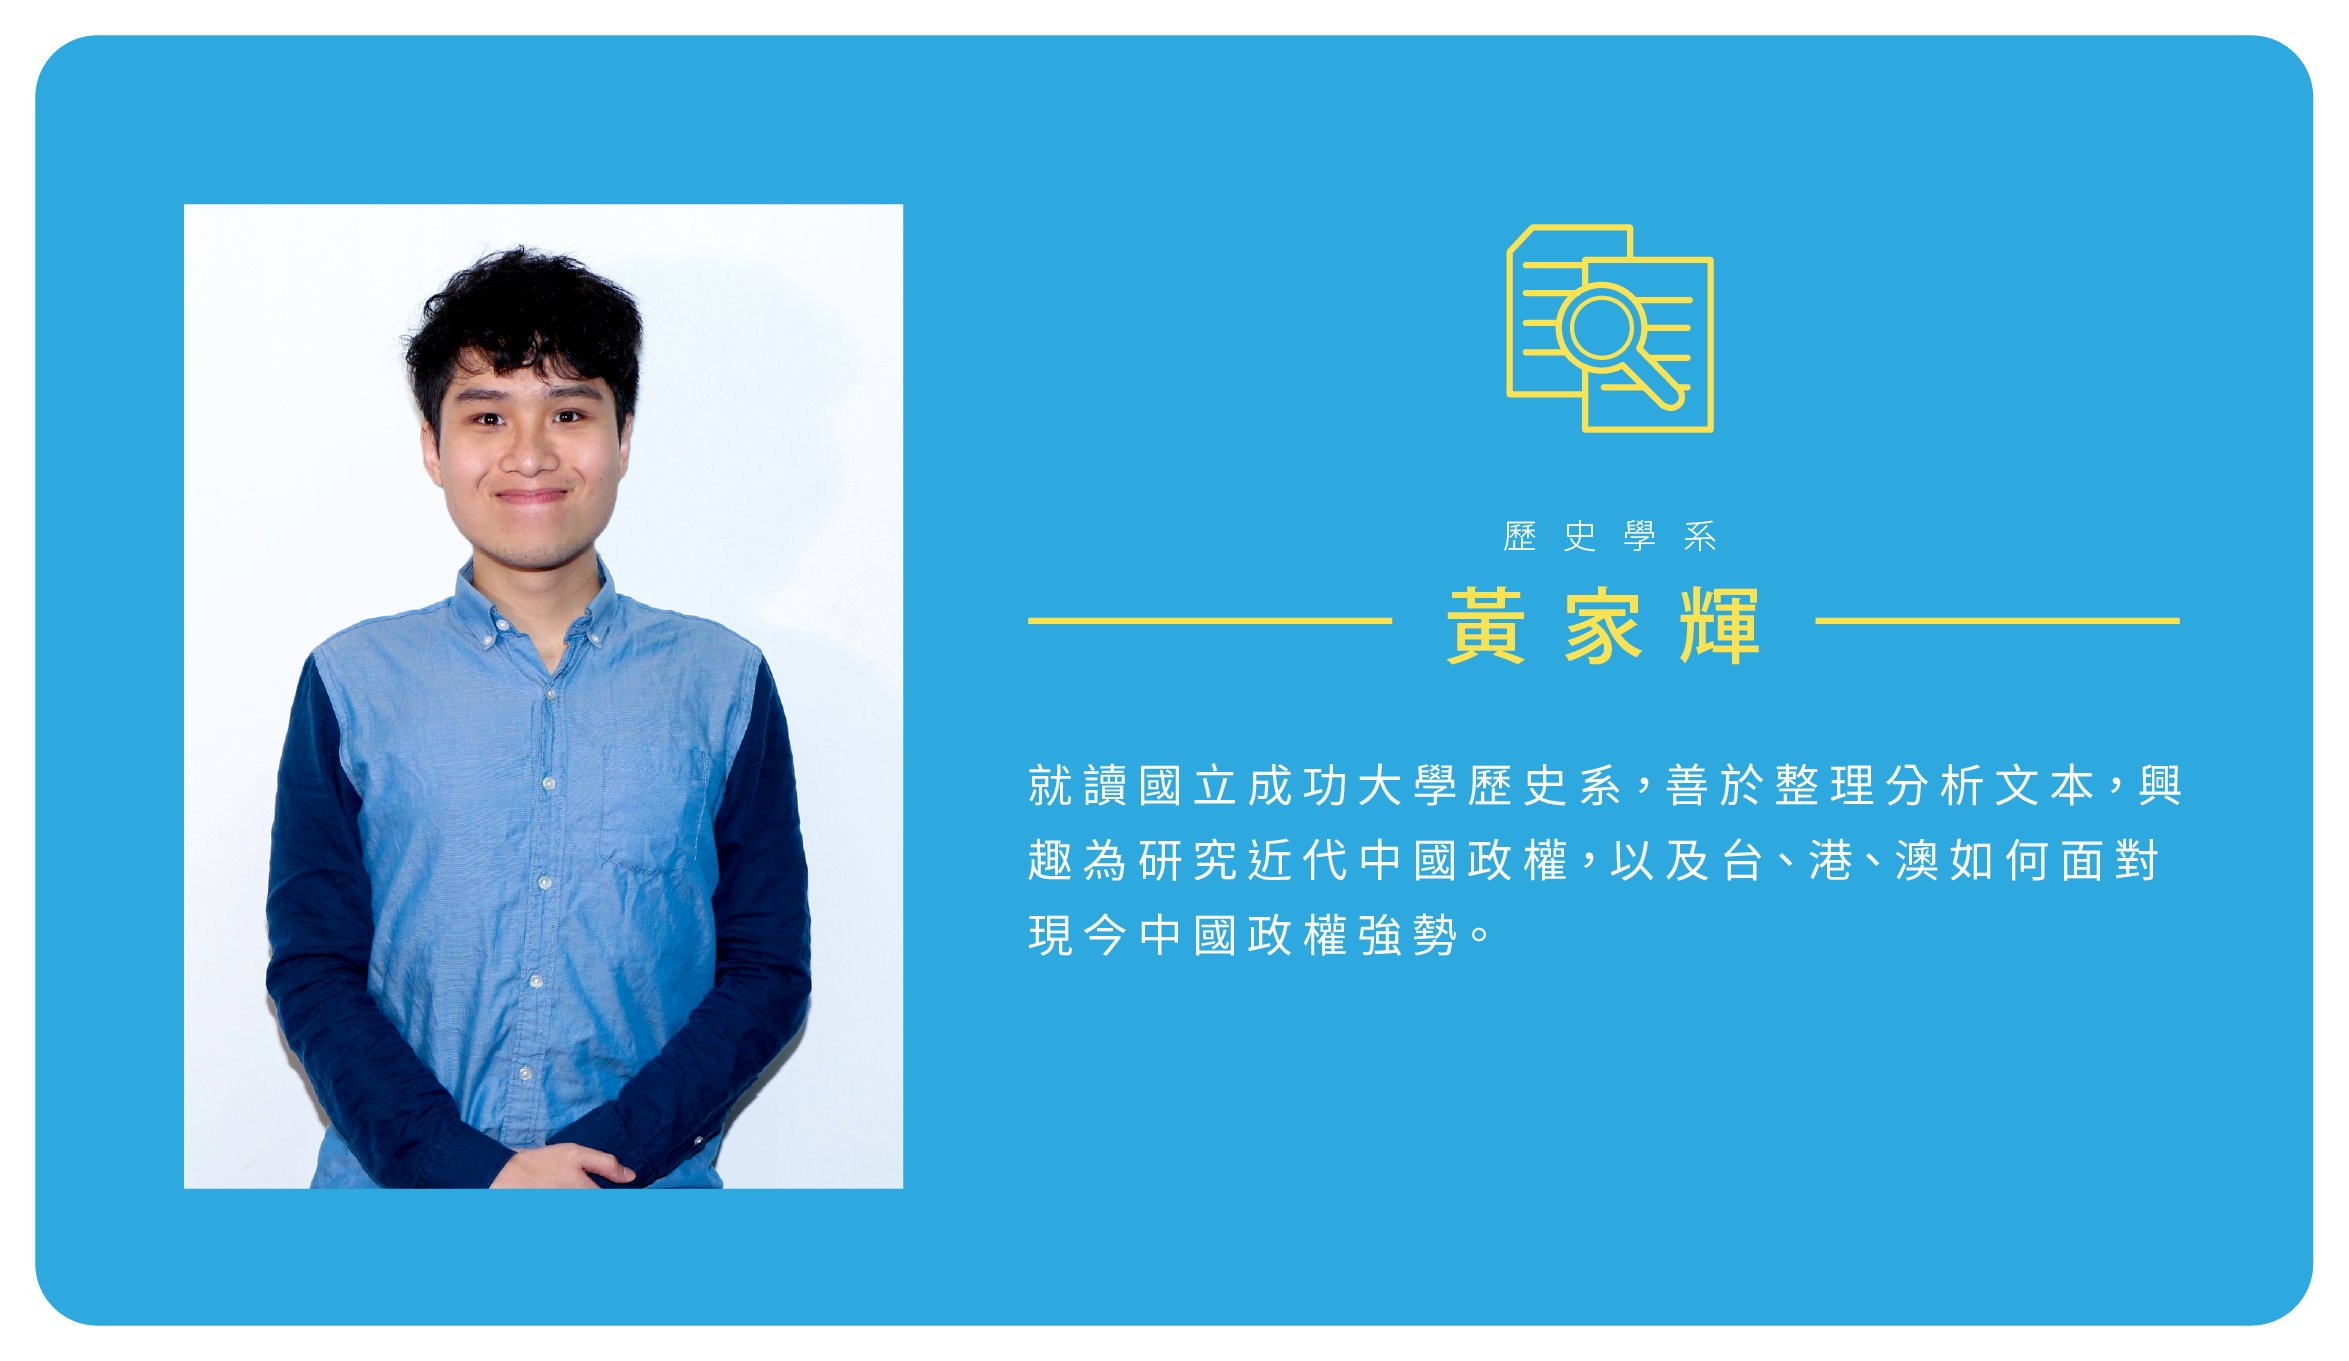 歷史學系
黃家輝
就讀國立成功大學歷史系，善於整理分析文本，興
趣為研究近代中國政權，以及台、港、澳如何面對
現今中國政權強勢。